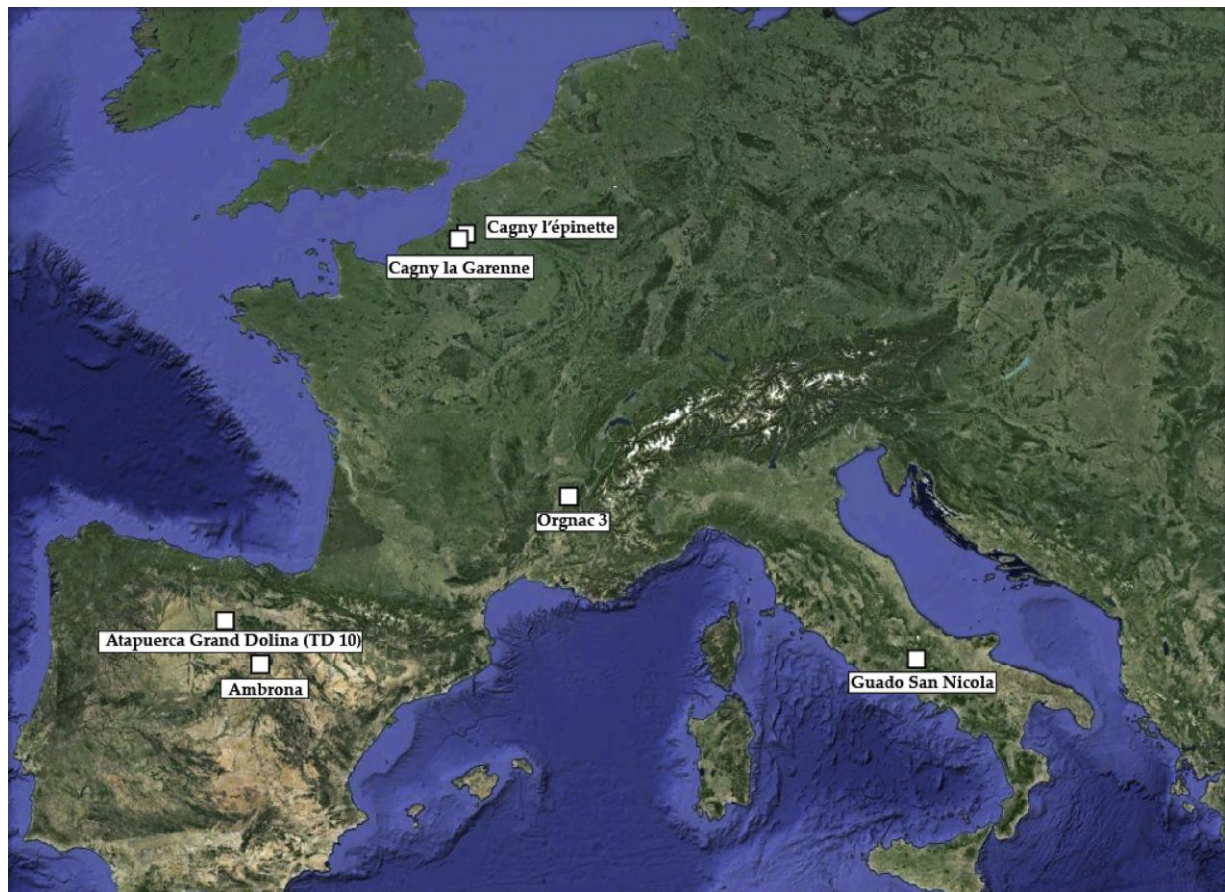 Cagny l'épinette
Cagny la Garenne
Orgnac 3
Atapuerca Grand Dolina (TD 10)
Ambrona
Guado San Nicola